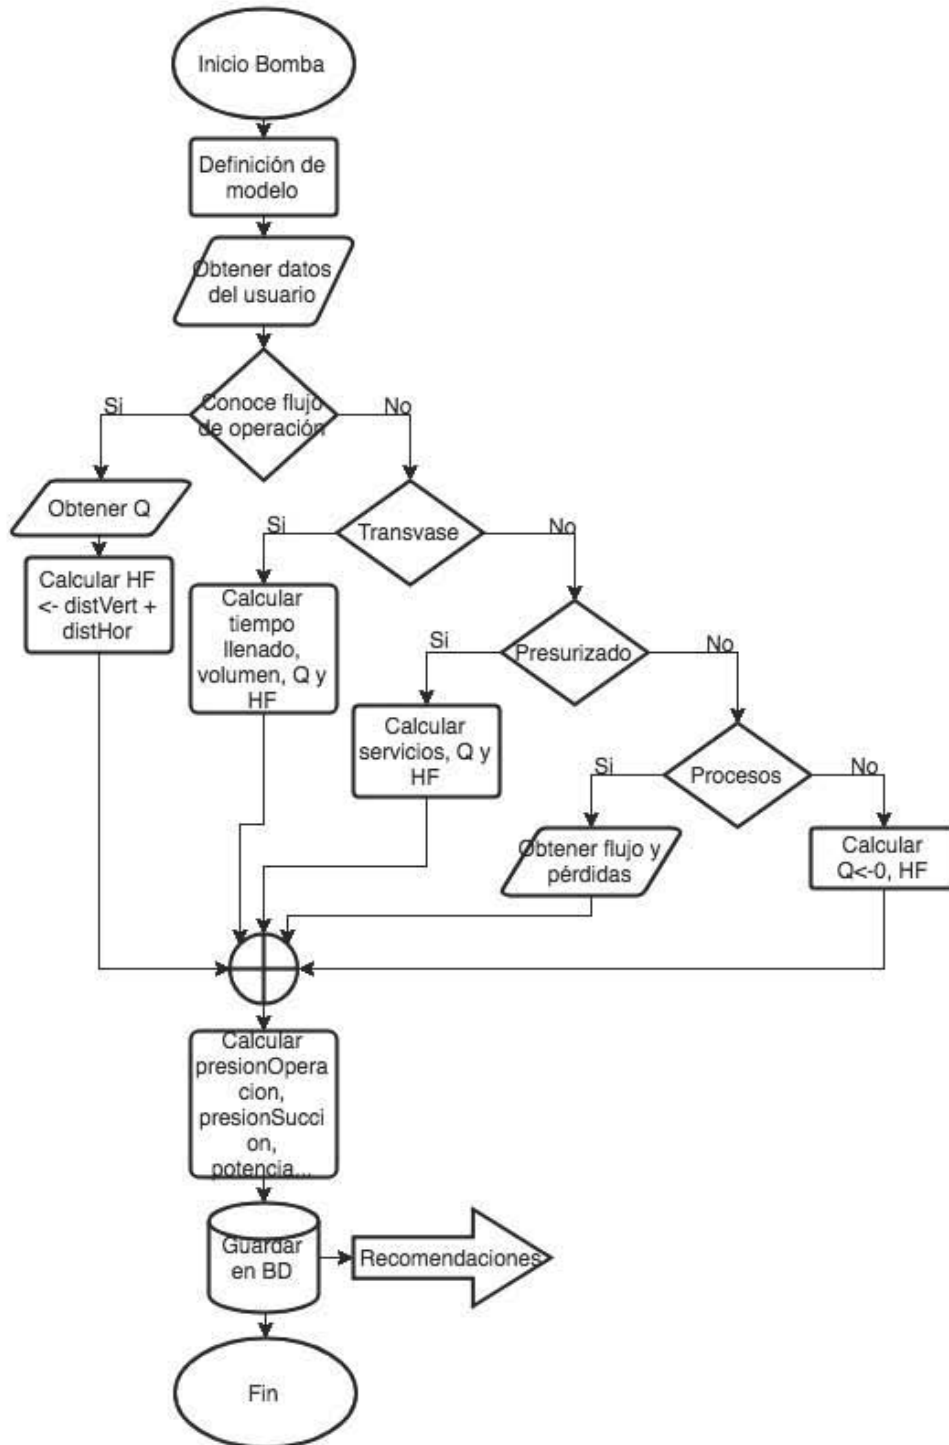 Inicio Bomba
Definición de
modelo
Obtener datos
del usuario
Conoce flujo
de operación
Si
No
Obtener Q
Calcular HF
<- distVert +
distHor
Transvase
Si
No
Calcular
tiempo
llenado,
volumen, Q y
HF
Presurizado
Si
No
Calcular
servicios, Q y
HF
Procesos
Si
No
Obtener flujo y
pérdidas
Calcular
Q<-0, HF
Calcular
presionOpera
cion,
presionSucci
on,
potencia...
Guardar
en BD
Recomendaciones
Fin